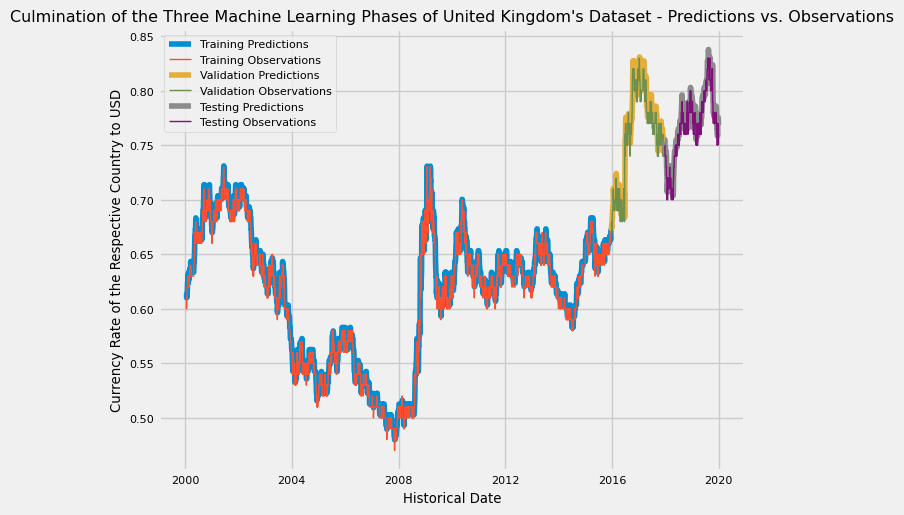 Culmination of the Three Machine Learning Phases of United Kingdom's Dataset - Predictions vs. Observations
Training Predictions
Training Observations
Validation Predictions
Validation Observations
Testing Predictions
Testing Observations
Currency Rate of the Respective Country to USD
0.85
0.80
0.75
0.70
0.65
0.60
0.55
0.50
2000
2004
2008
2012
2016
2020
Historical Date